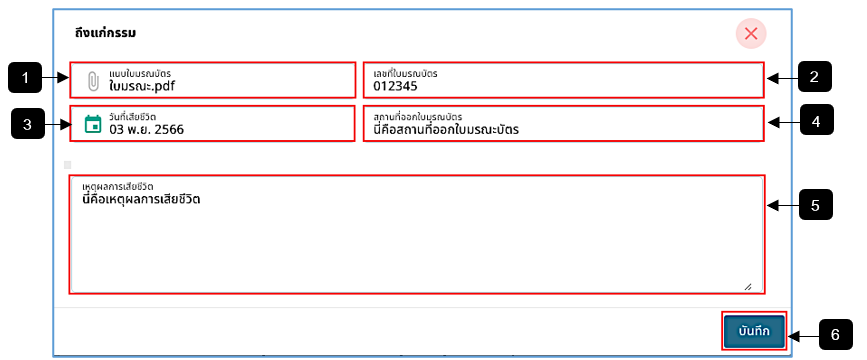 ถึงแก่กรรม
1
แนบใบมรณบัตร
ใบมรณะ.pdf
เลขที่ใบมรณบัตร
012345
2
3
วันที่เสียชีวิต
03 พ.ย. 2566
สถานที่ออกใบมรณบัตร
นี่คือสถานที่ออกใบมรณะบัตร
4
เหตุผลการเสียชีวิต
นี่คือเหตุผลการเสียชีวิต
5
บันทึก
6